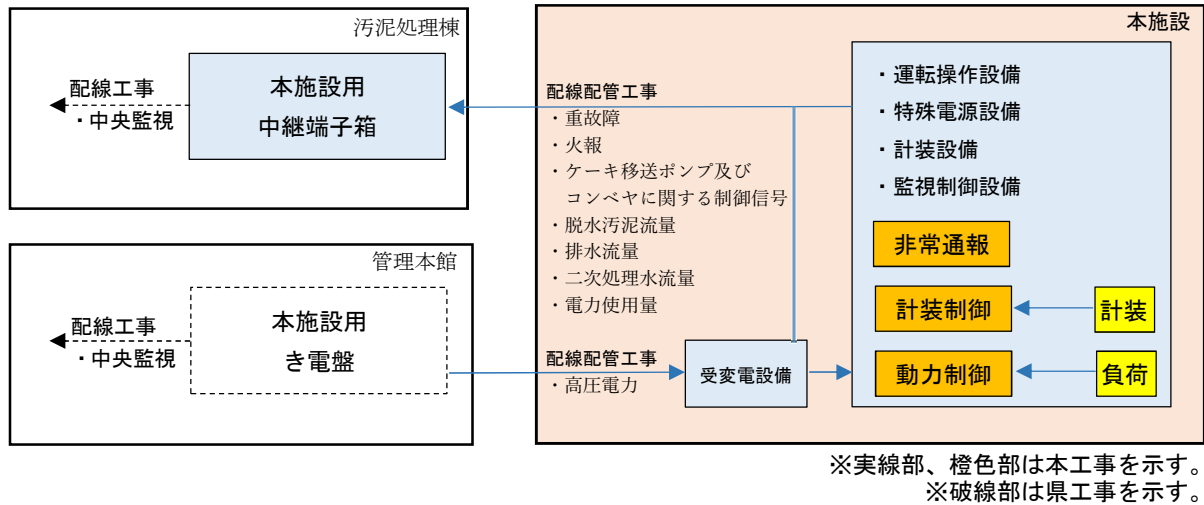 汚泥処理棟
本施設用
中継端子箱
配線工事
・中央監視
管理本館
本施設用
き電盤
配線工事
・中央監視
本施設
配線配管工事
・重故障
・火報
・ケーキ移送ポンプ及び
コンベヤに関する制御信号
・脱水汚泥流量
・排水流量
・二次処理水流量
・電力使用量
配線配管工事
・高圧電力
受変電設備
・運転操作設備
・特殊電源設備
・計装設備
・監視制御設備
非常通報
計装制御
計装
動力制御
負荷
※実線部、橙色部は本工事を示す。
※破線部は県工事を示す。